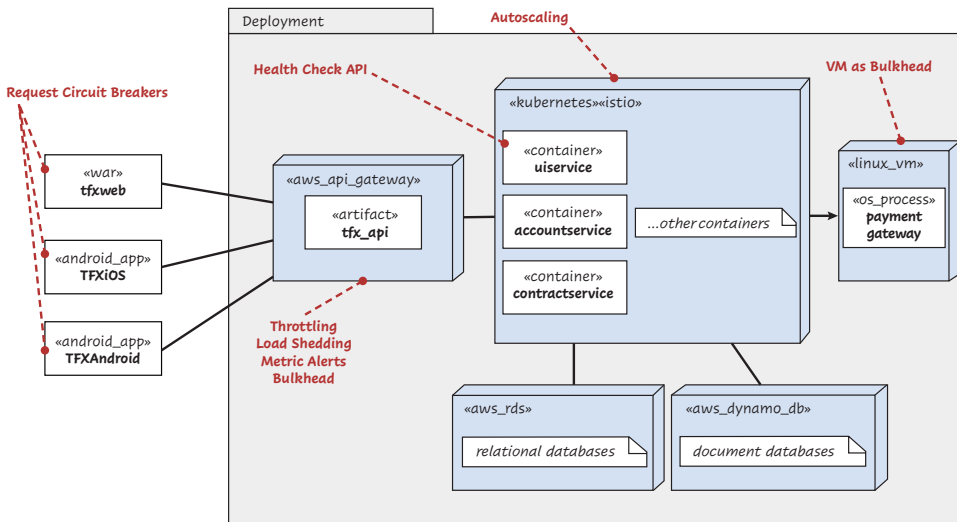 Deployment
Autoscaling
Health Check API
VM as Bulkhead
Request Circuit Breakers
«kubernetes»«istio»
«container»
uiservice
«linux_vm»
«war»
tfxweb
«aws_api_gateway»
«artifact»
tfx_api
«container»
accountservice
...other containers
«os_process»
payment
gateway
«android_app»
TFXiOS
«container»
contractservice
«android_app»
TFXAndroid
Throttling
Load Shedding
Metric Alerts
Bulkhead
«aws_rds»
relational databases
«aws_dynamo_db»
document databases